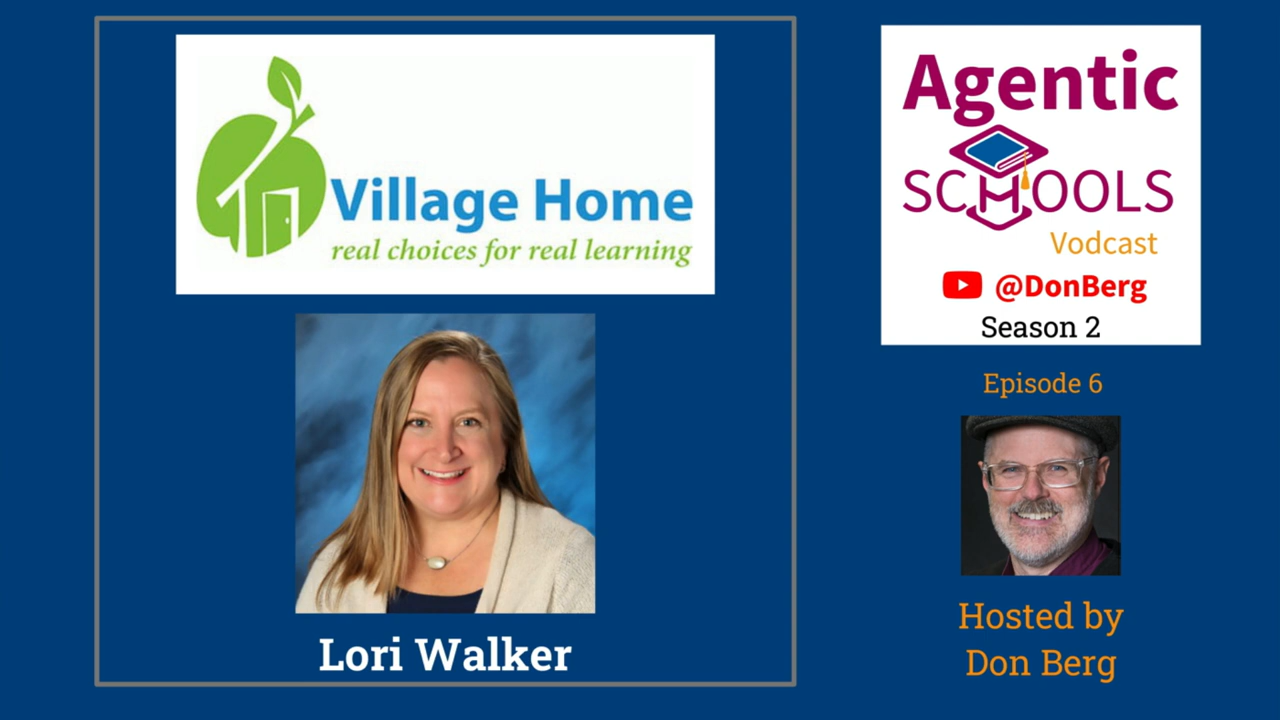 Village Home
real choices for real learning
Lori Walker
Agentic
SCHOOLS
Vodcast
@DonBerg
Season 2
Episode 6
Hosted by
Don Berg